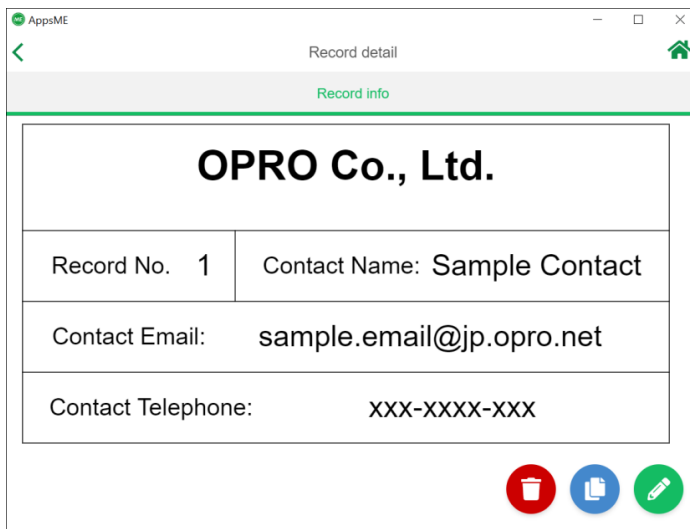 AppsME
Record detail
Record info
OPRO Co., Ltd.
Record No. 1 Contact Name: Sample Contact
Contact Email: sample.email@jp.opro.net
Contact Telephone: xxx-xxxx-xxx